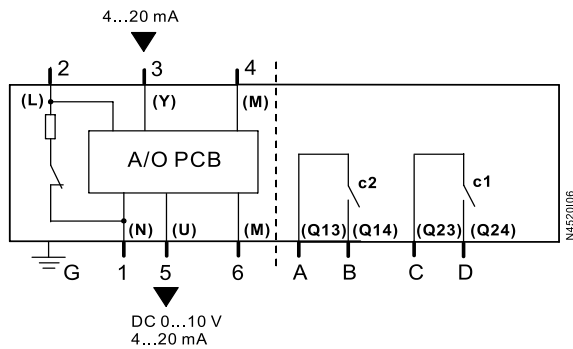 4...20 mA
2 3 4
(L) (Y) (M)
A/O PCB
c2 c1
(N) (U) (M) (Q13) (Q14) (Q23) (Q24)
G 1 5 6 A B C D
DC 0...10 V
4...20 mA
N4520I06